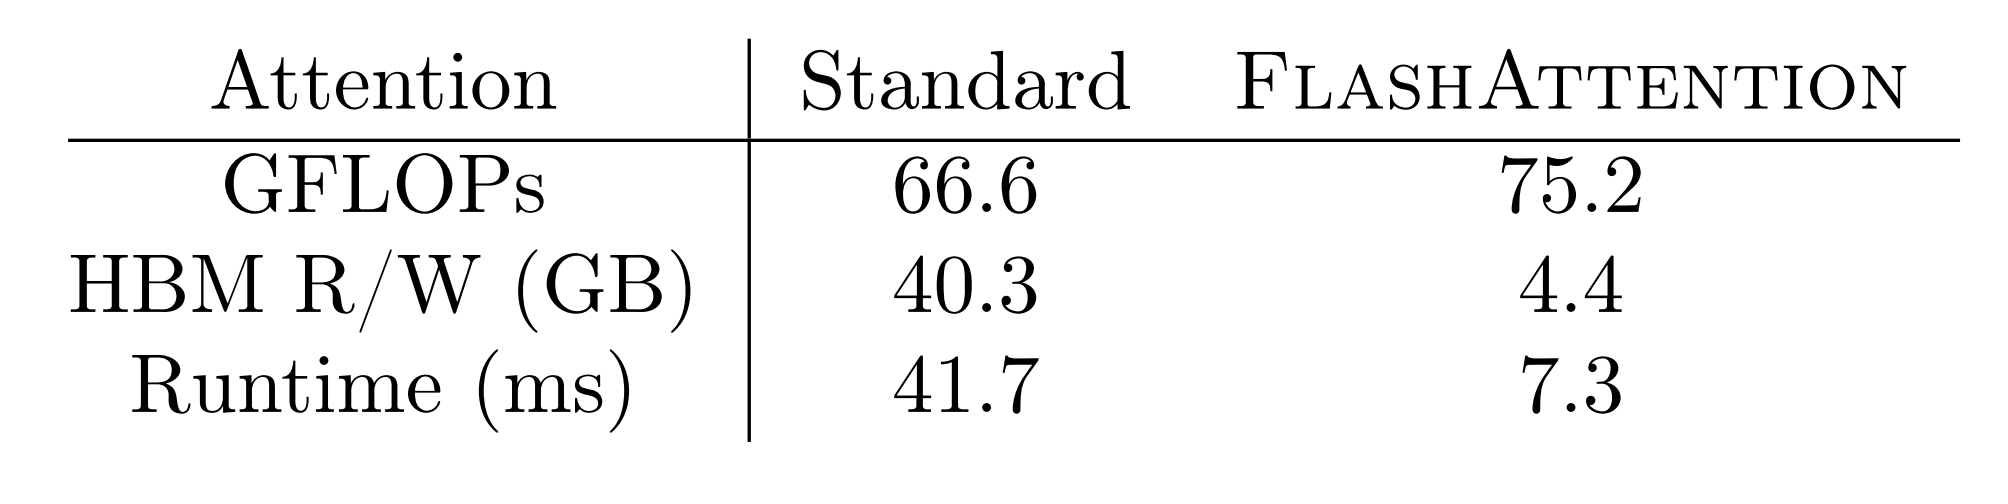 Attention Standard FLASHATTENTION
GFLOPs 66.6 75.2
HBM R/W (GB) 40.3 4.4
Runtime (ms) 41.7 7.3